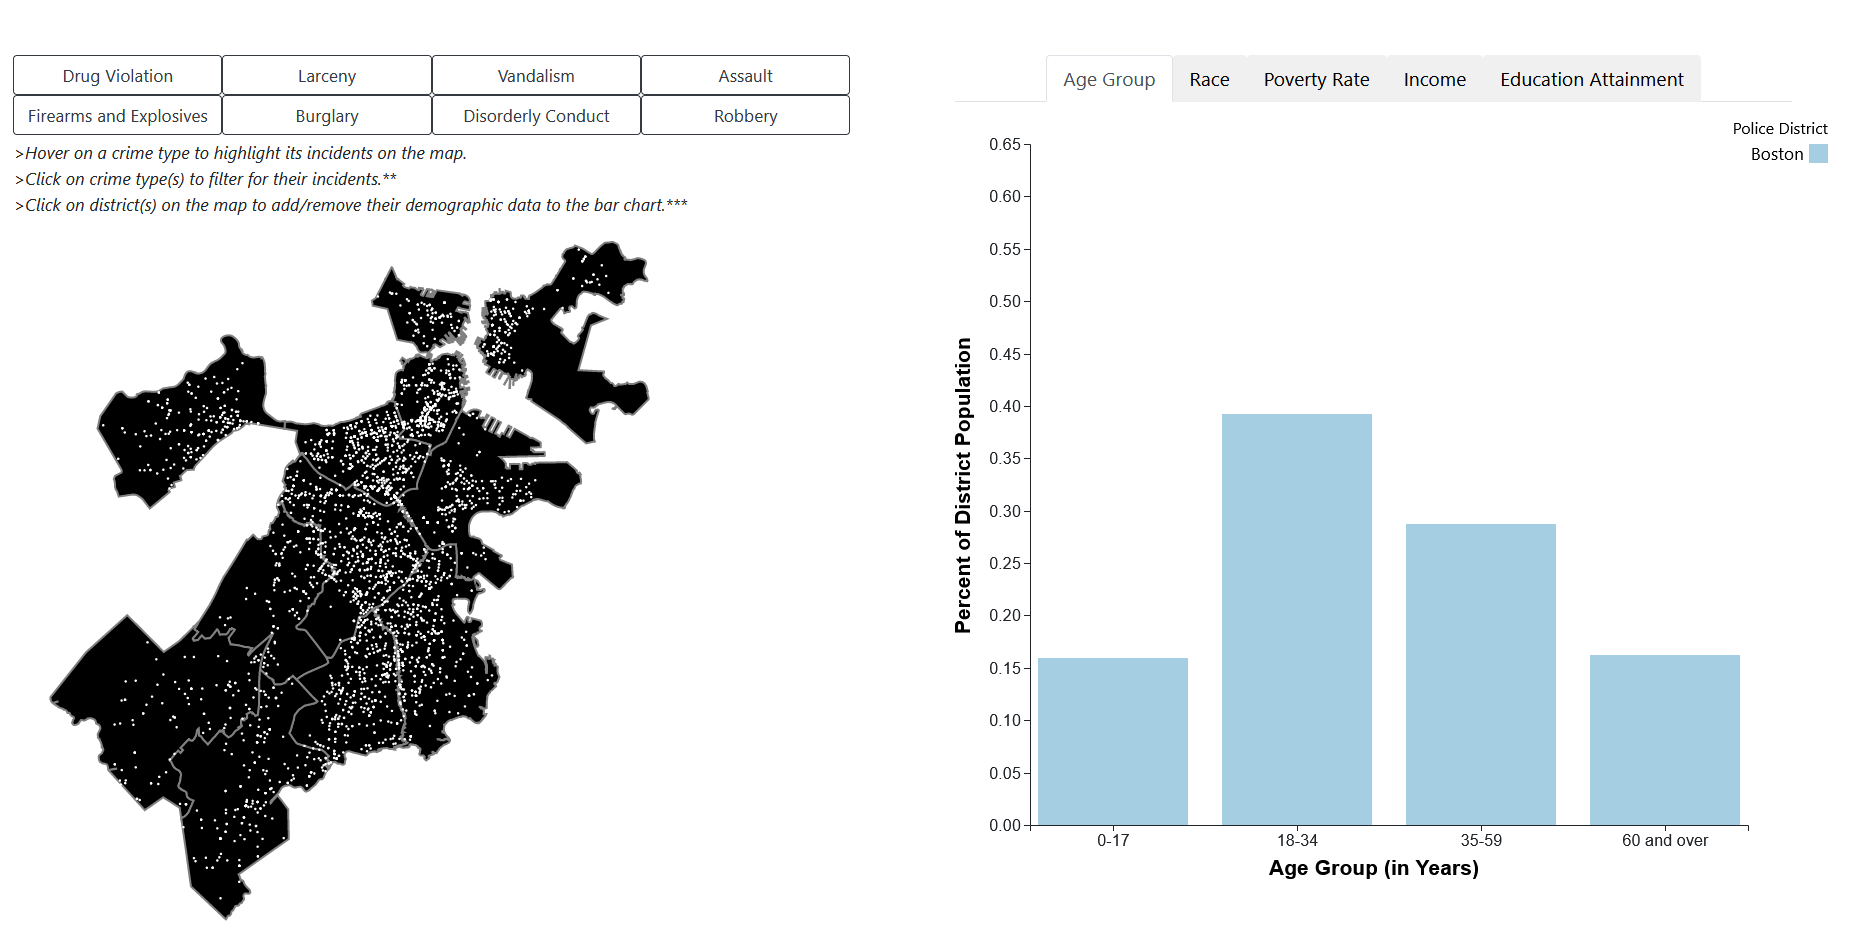 Drug Violation Larceny Vandalism Assault
Firearms and Explosives Burglary Disorderly Conduct Robbery
>Hover on a crime type to highlight its incidents on the map.
>Click on crime type(s) to filter for their incidents.**
>Click on district(s) on the map to add/remove their demographic data to the bar chart.***
Age Group Race Poverty Rate Income Education Attainment
Police District
Boston
Percent of District Population
0.65
0.60
0.55
0.50
0.45
0.40
0.35
0.30
0.25
0.20
0.15
0.10
0.05
0.00
0-17 18-34 35-59 60 and over
Age Group (in Years)